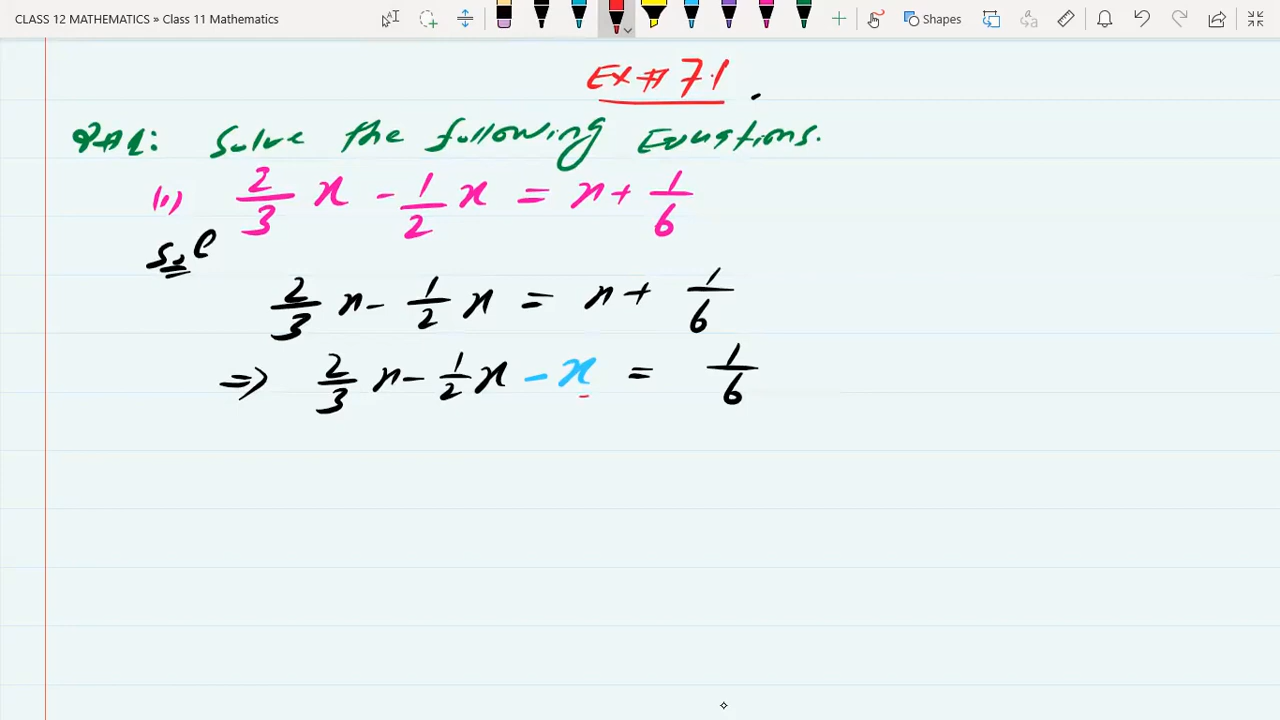 CLASS 12 MATHEMATICS » Class 11 Mathematics Shapes
Ex # 7.1
Q#1: Solve the following Equations.
(i) 2/3 x - 1/2 x = x + 1/6
Sol
2/3 x - 1/2 x = x + 1/6
=> 2/3 x - 1/2 x - x = 1/6